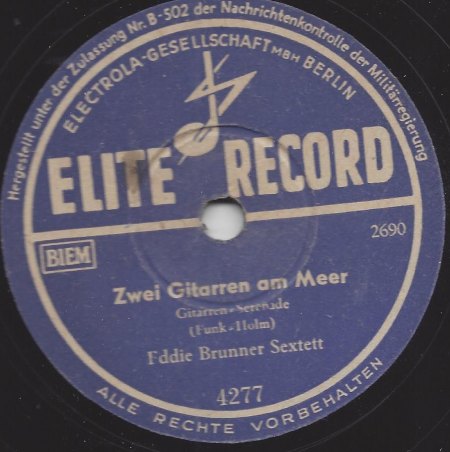 Hergestellt unter der Zulassung Nr. B-502 der Nachrichtenkontrolle der Militärregierung
ELECTROLA-GESELLSCHAFT MBH BERLIN
ELITE RECORD
BIEM
2690
Zwei Gitarren am Meer
Gitarren-Serenade
(Funk-Holm)
Eddie Brunner Sextett
4277
ALLE RECHTE VORBEHALTEN